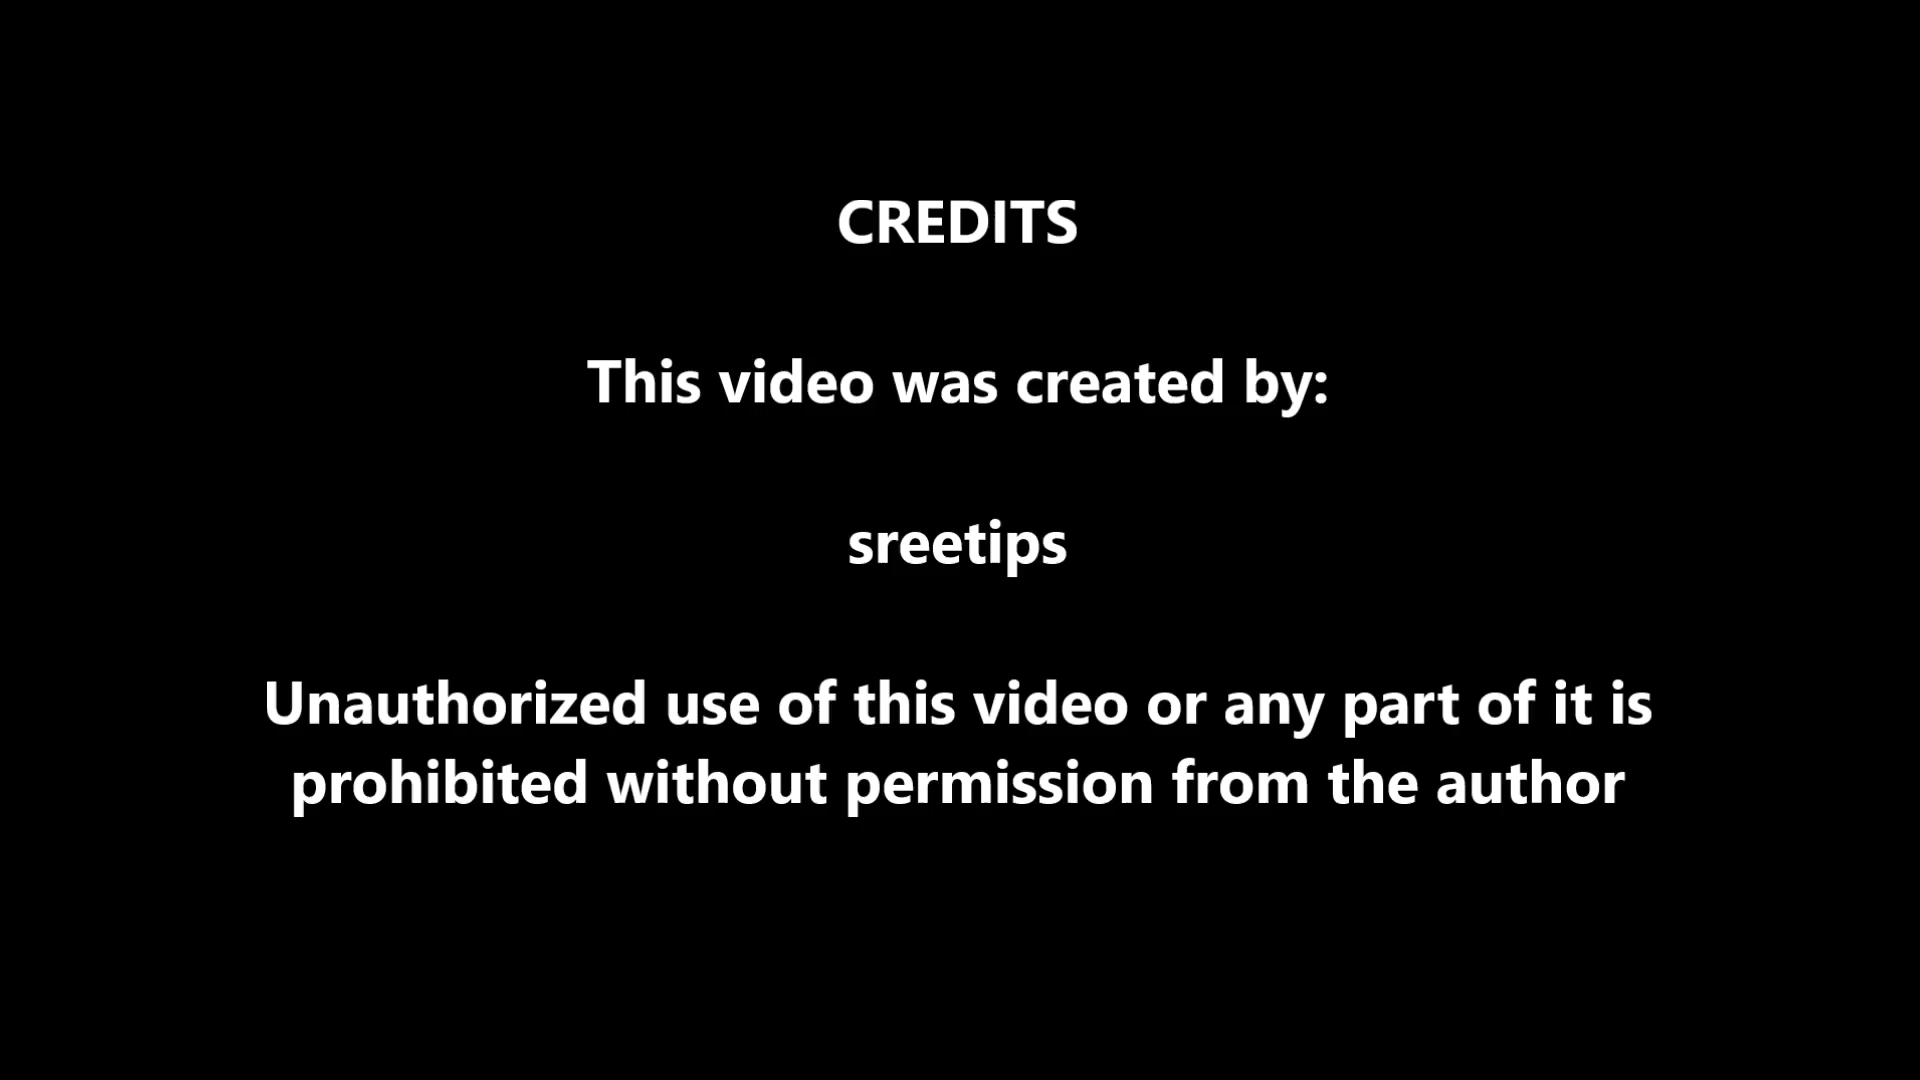 CREDITS
This video was created by:
sreetips
Unauthorized use of this video or any part of it is
prohibited without permission from the author